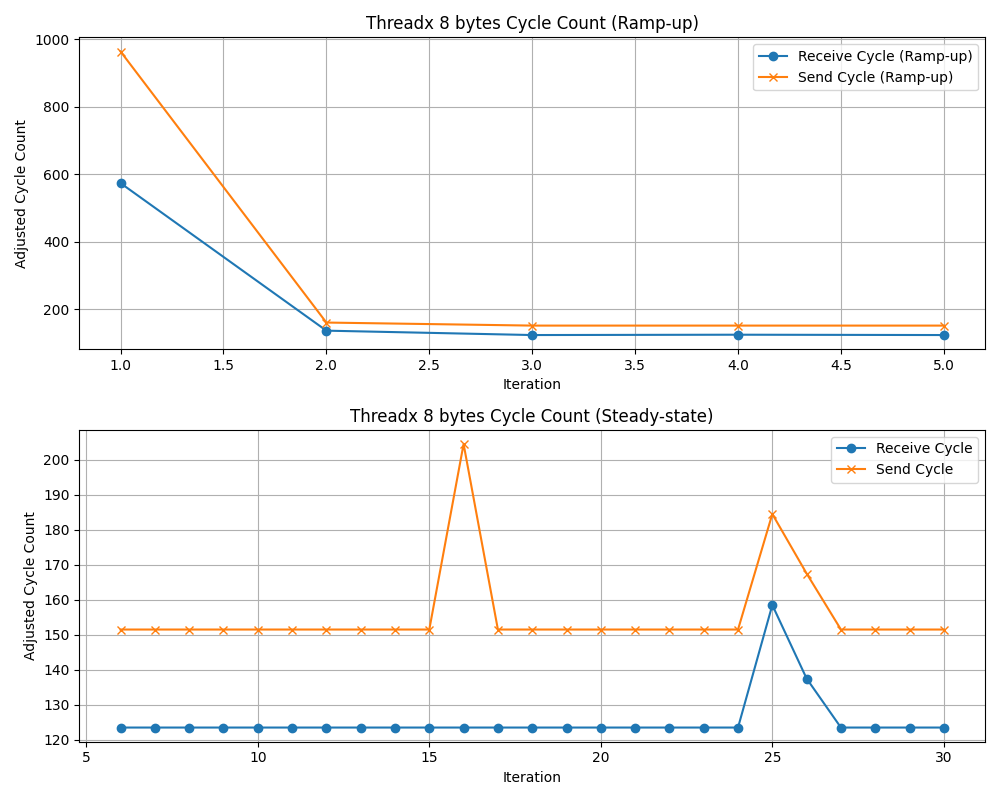 Threadx 8 bytes Cycle Count (Ramp-up)
1000
800
600
400
200
Adjusted Cycle Count
Receive Cycle (Ramp-up)
Send Cycle (Ramp-up)
1.0 1.5 2.0 2.5 3.0 3.5 4.0 4.5 5.0
Iteration
Threadx 8 bytes Cycle Count (Steady-state)
200
190
180
170
160
150
140
130
120
Adjusted Cycle Count
Receive Cycle
Send Cycle
5 10 15 20 25 30
Iteration